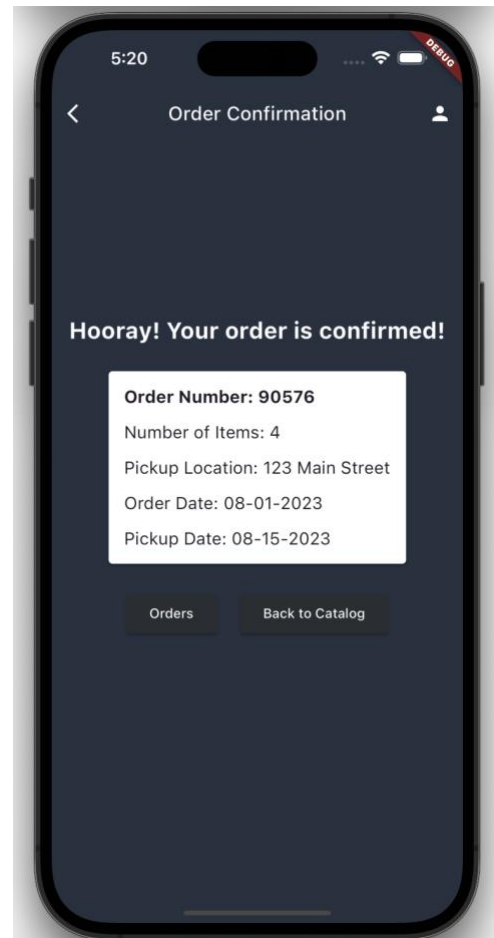 5:20
DEBUG
Order Confirmation
Hooray! Your order is confirmed!
Order Number: 90576
Number of Items: 4
Pickup Location: 123 Main Street
Order Date: 08-01-2023
Pickup Date: 08-15-2023
Orders
Back to Catalog